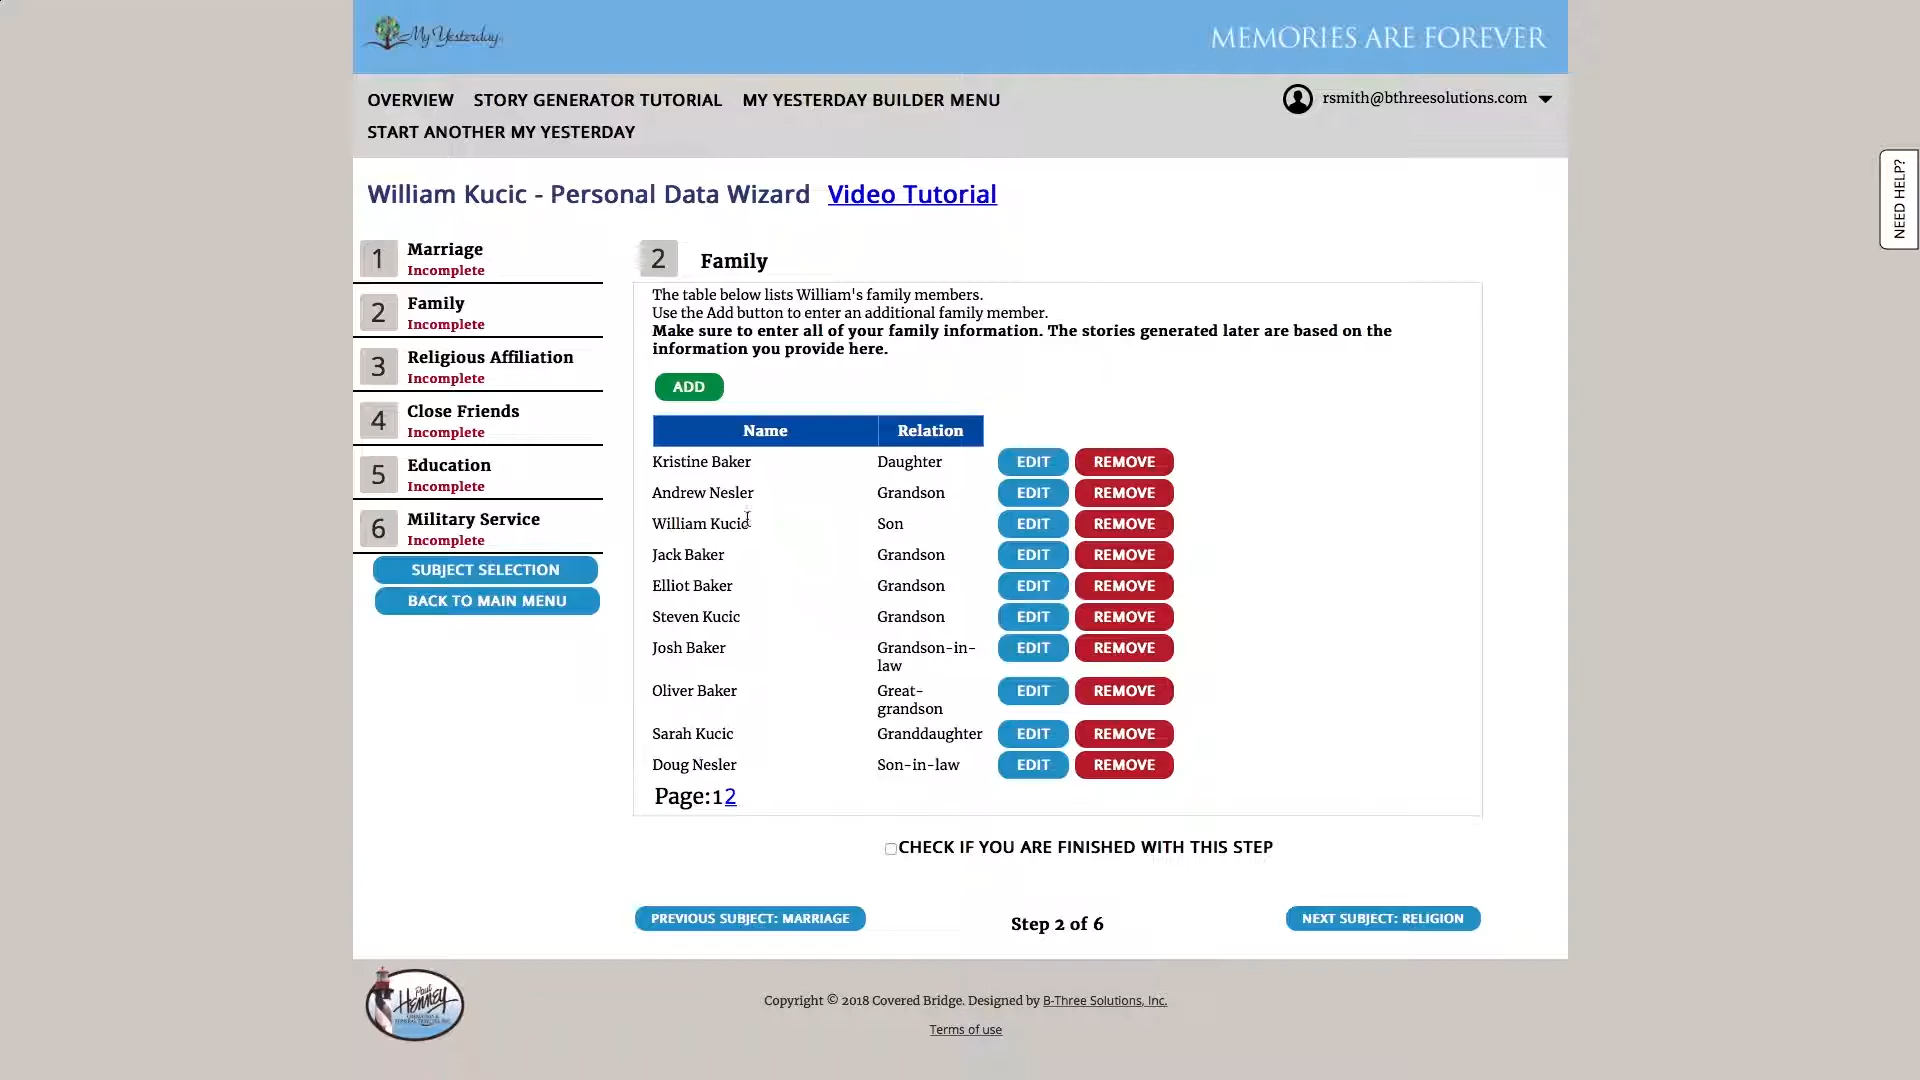 My Yesterday
MEMORIES ARE FOREVER
OVERVIEW STORY GENERATOR TUTORIAL MY YESTERDAY BUILDER MENU
rsmith@bthreesolutions.com
START ANOTHER MY YESTERDAY
NEED HELP?
William Kucic - Personal Data Wizard Video Tutorial
1 Marriage
Incomplete
2 Family
Incomplete
3 Religious Affiliation
Incomplete
4 Close Friends
Incomplete
5 Education
Incomplete
6 Military Service
Incomplete
SUBJECT SELECTION
BACK TO MAIN MENU
2 Family
The table below lists William's family members.
Use the Add button to enter an additional family member.
Make sure to enter all of your family information. The stories generated later are based on the
information you provide here.
ADD
Name Relation
Kristine Baker Daughter EDIT REMOVE
Andrew Nesler Grandson EDIT REMOVE
William Kucic Son EDIT REMOVE
Jack Baker Grandson EDIT REMOVE
Elliot Baker Grandson EDIT REMOVE
Steven Kucic Grandson EDIT REMOVE
Josh Baker Grandson-in-
law EDIT REMOVE
Oliver Baker Great-
grandson EDIT REMOVE
Sarah Kucic Granddaughter EDIT REMOVE
Doug Nesler Son-in-law EDIT REMOVE
Page:12
CHECK IF YOU ARE FINISHED WITH THIS STEP
PREVIOUS SUBJECT: MARRIAGE
Step 2 of 6
NEXT SUBJECT: RELIGION
Paul
Henney
Copyright © 2018 Covered Bridge. Designed by B-Three Solutions, Inc.
Terms of use